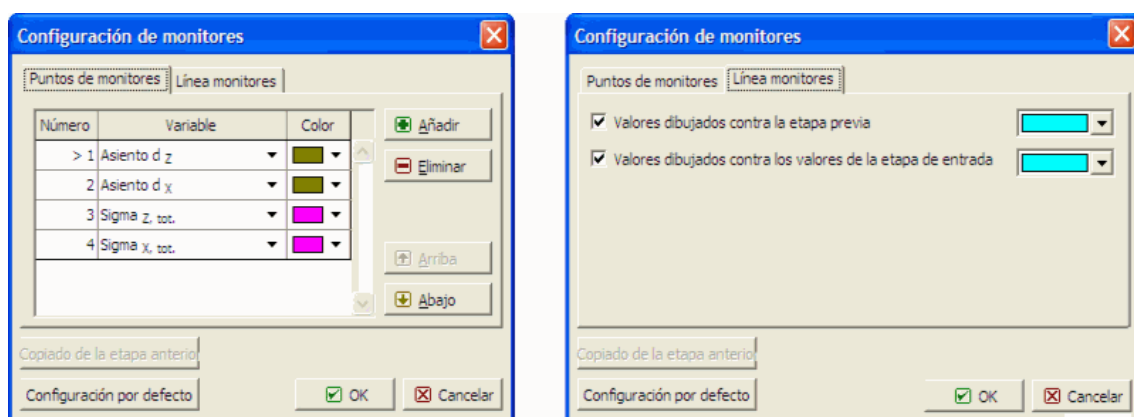 Configuración de monitores
Puntos de monitores Línea monitores
Número Variable Color
> 1 Asiento d Z
2 Asiento d X
3 Sigma Z, tot.
4 Sigma X, tot.
Añadir
Eliminar
Arriba
Abajo
Copiado de la etapa anterior
Configuración por defecto OK Cancelar
Configuración de monitores
Puntos de monitores Línea monitores
Valores dibujados contra la etapa previa
Valores dibujados contra los valores de la etapa de entrada
Copiado de la etapa anterior
Configuración por defecto OK Cancelar